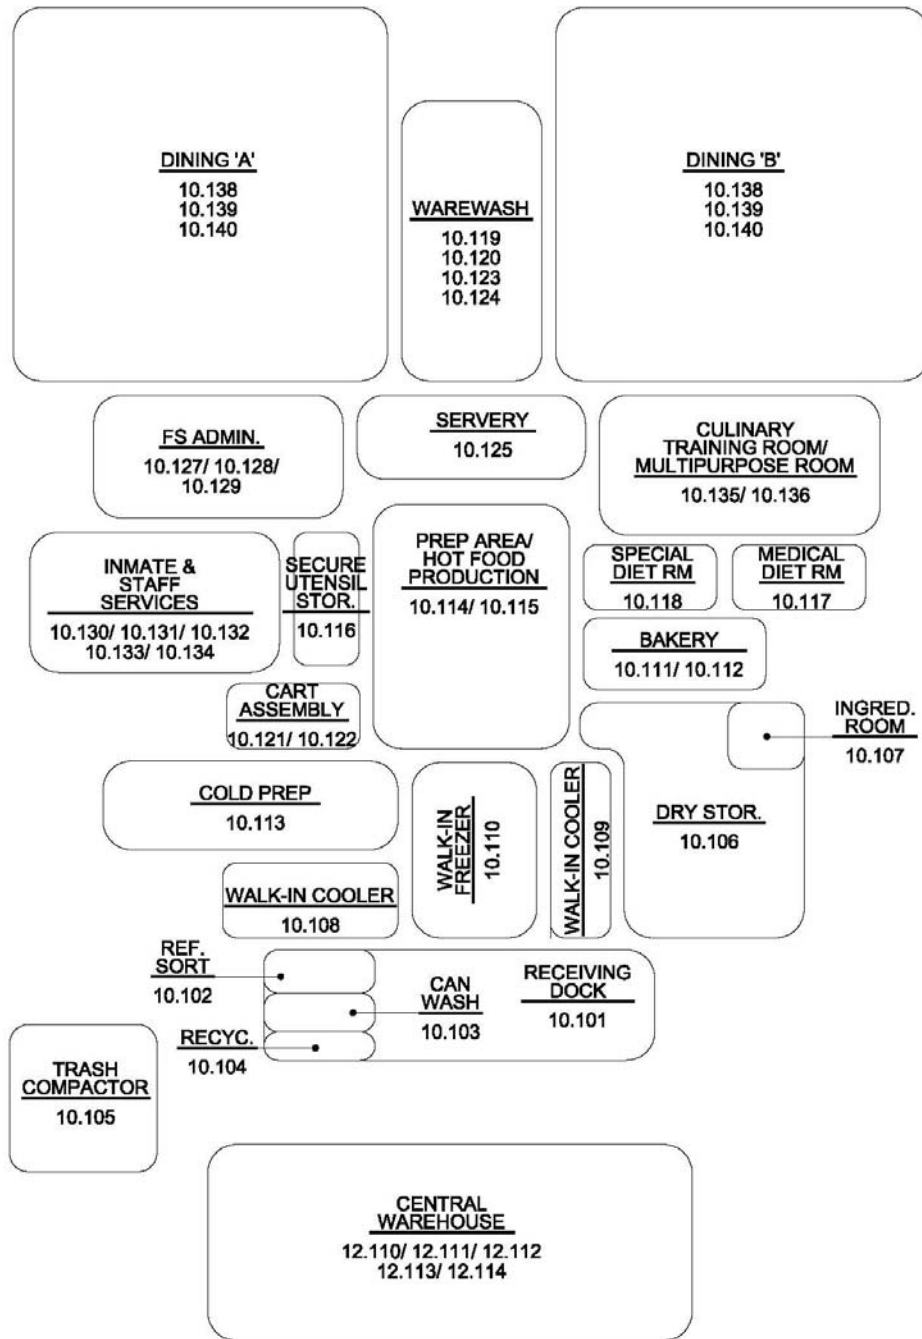 DINING 'A'
10.138
10.139
10.140
WAREWASH
10.119
10.120
10.123
10.124
DINING 'B'
10.138
10.139
10.140
FS ADMIN.
10.127/ 10.128/
10.129
SERVERY
10.125
CULINARY
TRAINING ROOM/
MULTIPURPOSE ROOM
10.135/ 10.136
INMATE &
STAFF
SERVICES
10.130/ 10.131/ 10.132
10.133/ 10.134
SECURE
UTENSIL
STOR.
10.116
PREP AREA/
HOT FOOD
PRODUCTION
10.114/ 10.115
SPECIAL
DIET RM
10.118
MEDICAL
DIET RM
10.117
BAKERY
10.111/ 10.112
CART
ASSEMBLY
10.121/ 10.122
INGRED.
ROOM
10.107
COLD PREP
10.113
WALK-IN
FREEZER
10.110
WALK-IN COOLER
10.109
DRY STOR.
10.106
WALK-IN COOLER
10.108
REF.
SORT
10.102
CAN
WASH
10.103
RECEIVING
DOCK
10.101
RECYC.
10.104
TRASH
COMPACTOR
10.105
CENTRAL
WAREHOUSE
12.110/ 12.111/ 12.112
12.113/ 12.114